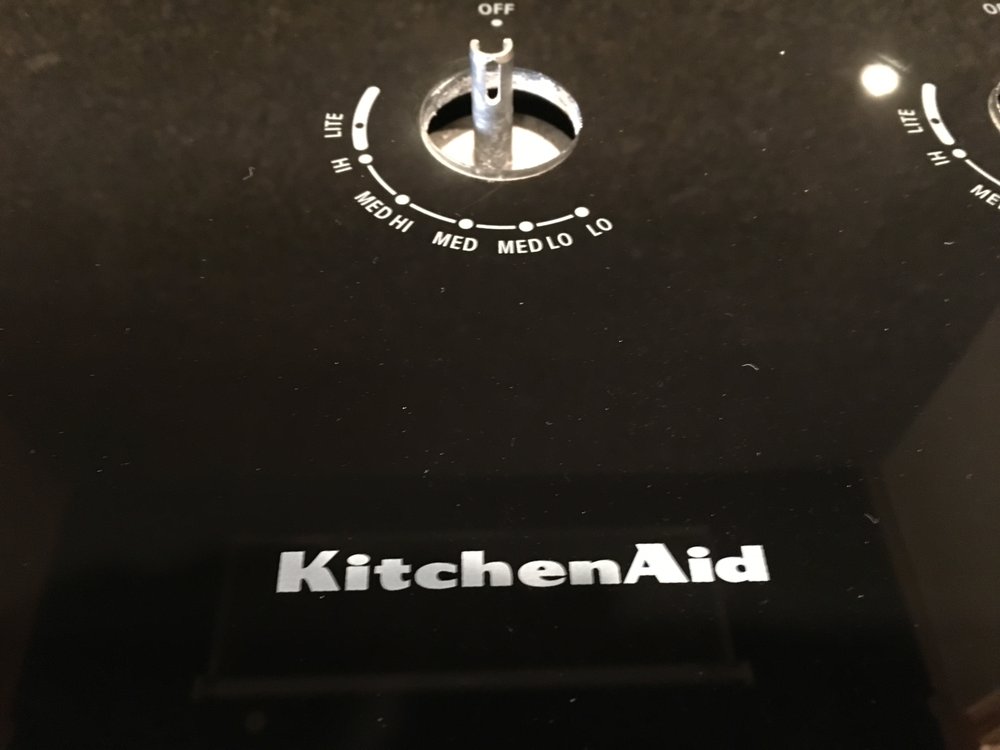 OFF
LITE
HI
MED HI
MED
MED LO
LO
LITE
HI
KitchenAid